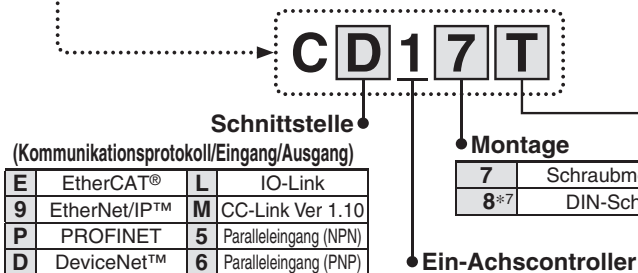 CD17T
Schnittstelle
(Kommunikationsprotokoll/Eingang/Ausgang)
E EtherCAT® L IO-Link
9 EtherNet/IP™ M CC-Link Ver 1.10
P PROFINET 5 Paralleleingang (NPN)
D DeviceNet™ 6 Paralleleingang (PNP)
Montage
7 Schraubm
8*7 DIN-Sch
Ein-Achscontroller